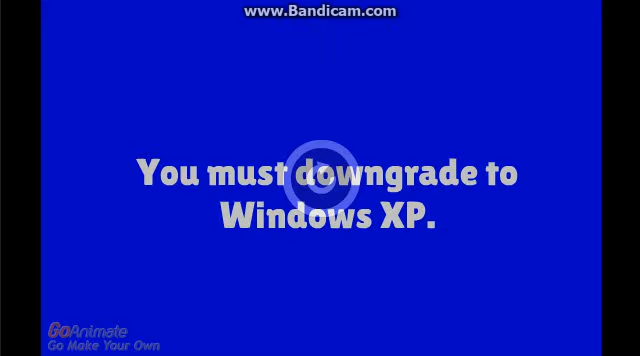 www.Bandicam.com
You must downgrade to
Windows XP.
GoAnimate
Go Make Your Own